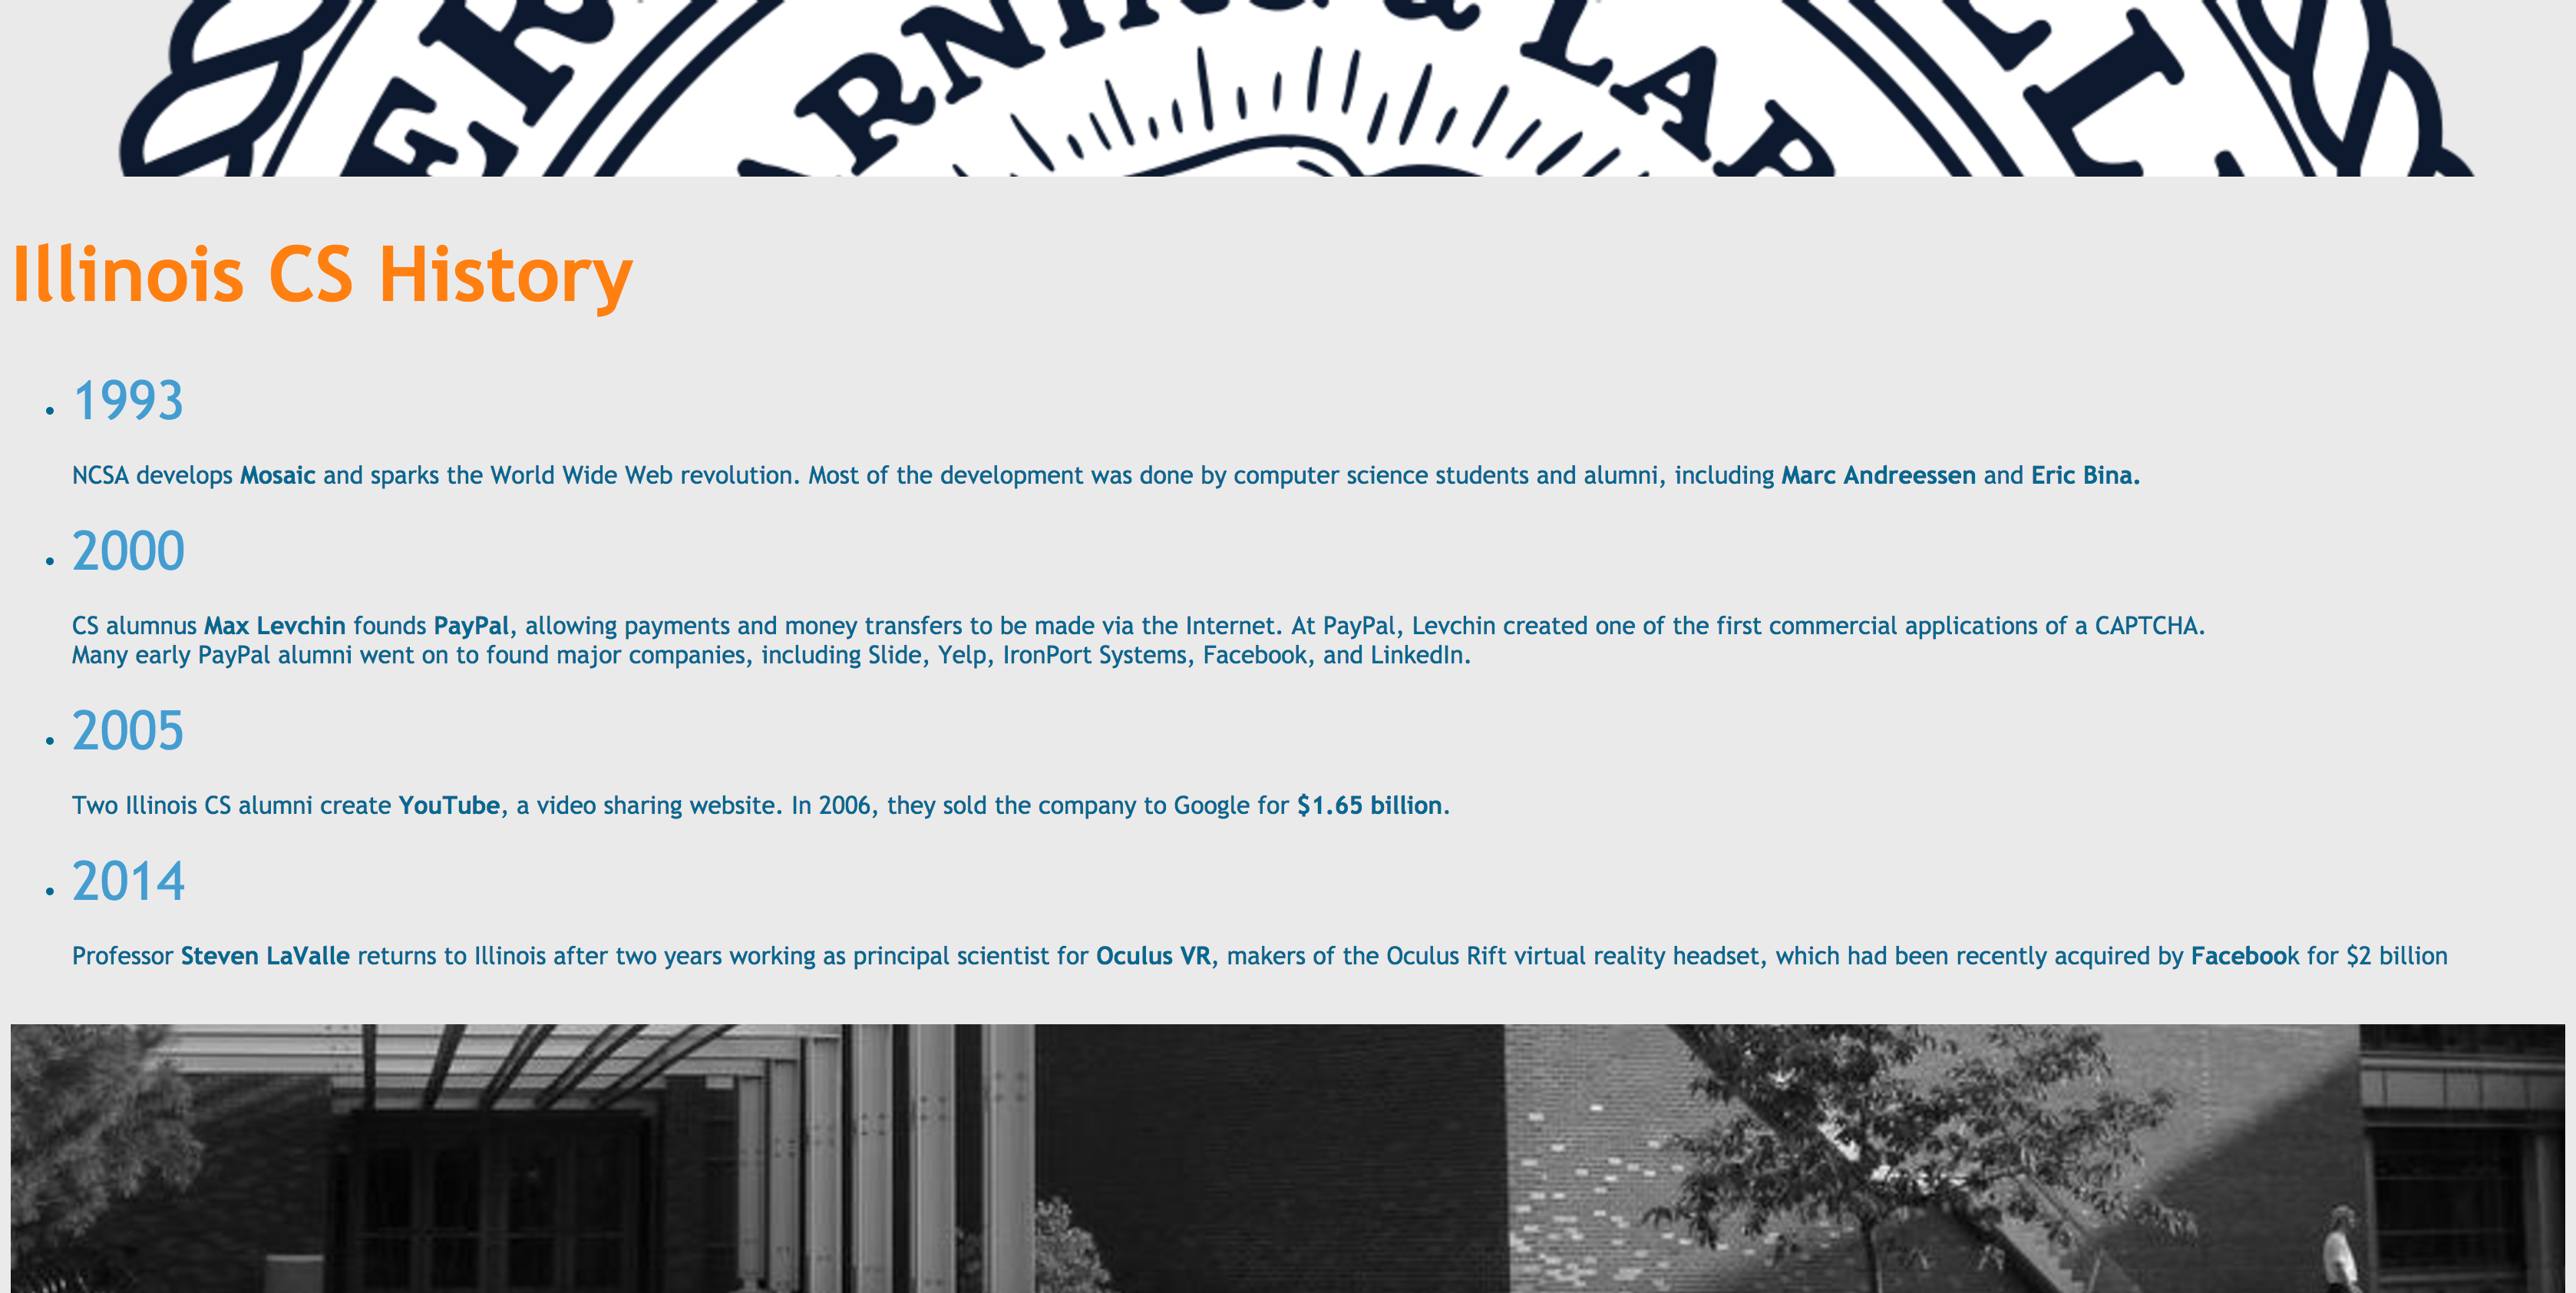 ARNING & LAB
Illinois CS History
1993
NCSA develops Mosaic and sparks the World Wide Web revolution. Most of the development was done by computer science students and alumni, including Marc Andreessen and Eric Bina.
2000
CS alumnus Max Levchin founds PayPal, allowing payments and money transfers to be made via the Internet. At PayPal, Levchin created one of the first commercial applications of a CAPTCHA.
Many early PayPal alumni went on to found major companies, including Slide, Yelp, IronPort Systems, Facebook, and LinkedIn.
2005
Two Illinois CS alumni create YouTube, a video sharing website. In 2006, they sold the company to Google for $1.65 billion.
2014
Professor Steven LaValle returns to Illinois after two years working as principal scientist for Oculus VR, makers of the Oculus Rift virtual reality headset, which had been recently acquired by Facebook for $2 billion